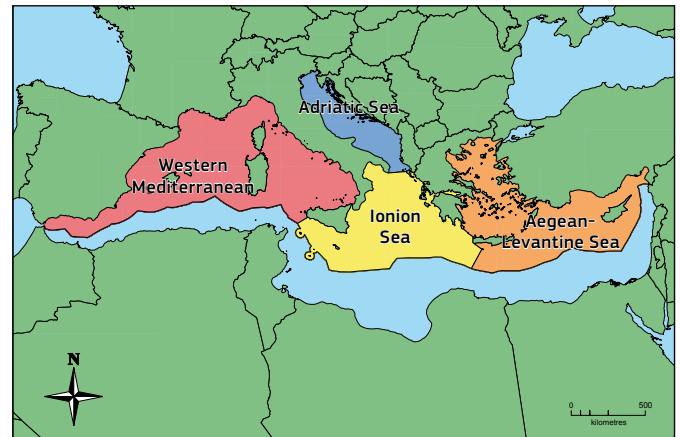 Adriatic Sea
Western
Mediterranean
Ionion
Sea
Aegean-
Levantine Sea
N
0 500
kilometres